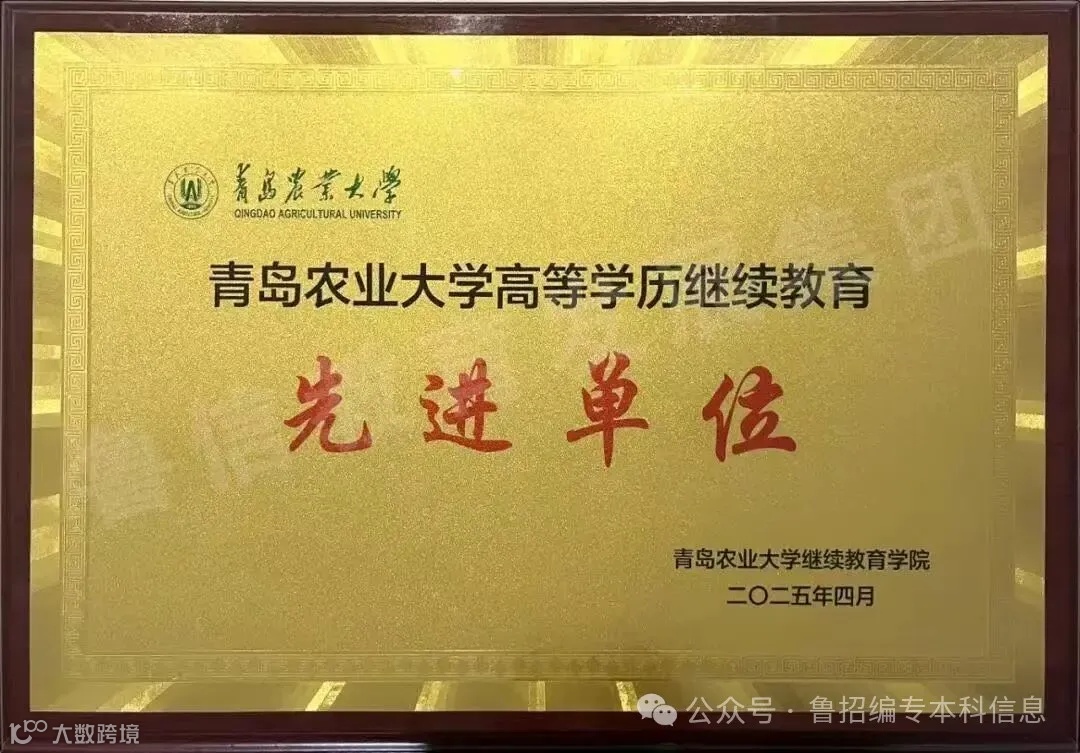 青岛农业大学
QINGDAO AGRICULTURAL UNIVERSITY
青岛农业大学高等学历继续教育
先进单位
青岛农业大学继续教育学院
二〇二五年四月
公众号 · 鲁招编专本科信息
大数跨境